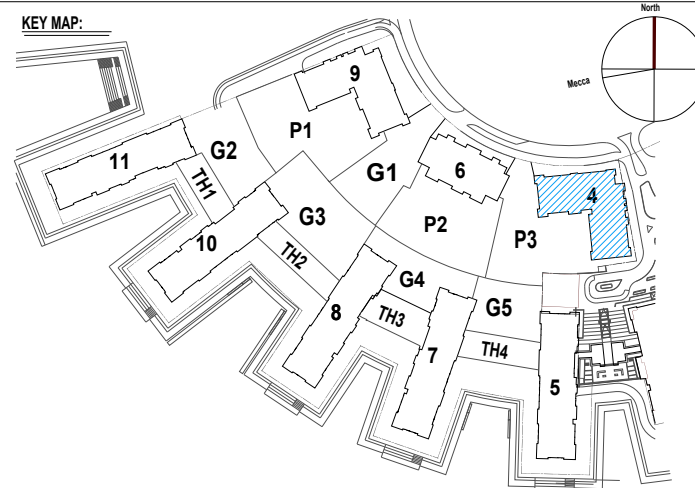 KEY MAP:
North
Mecca
9
P1
G2
11
TH1
G1
6
4
10
G3
P2
P3
TH2
G4
8
TH3
G5
7
TH4
5